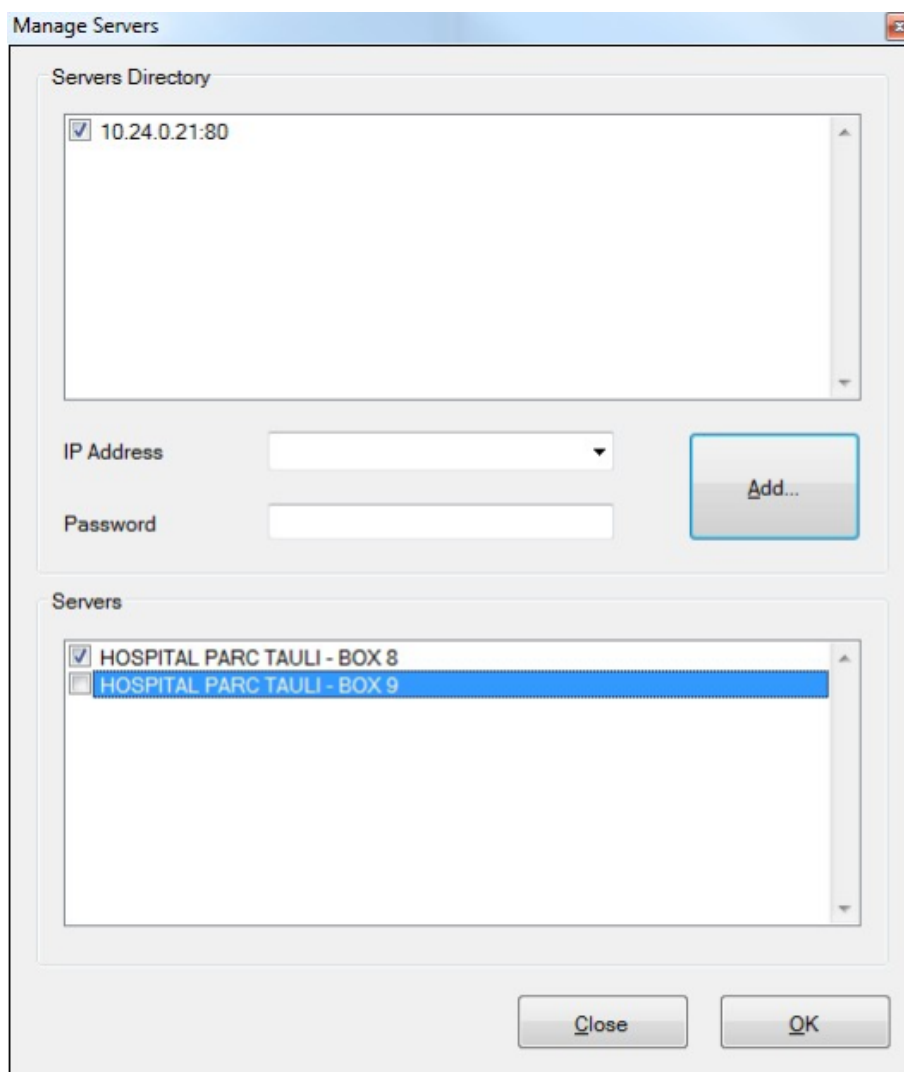 Manage Servers
Servers Directory
10.24.0.21:80
IP Address
Add...
Password
Servers
HOSPITAL PARC TAULI - BOX 8
HOSPITAL PARC TAULI - BOX 9
Close
OK